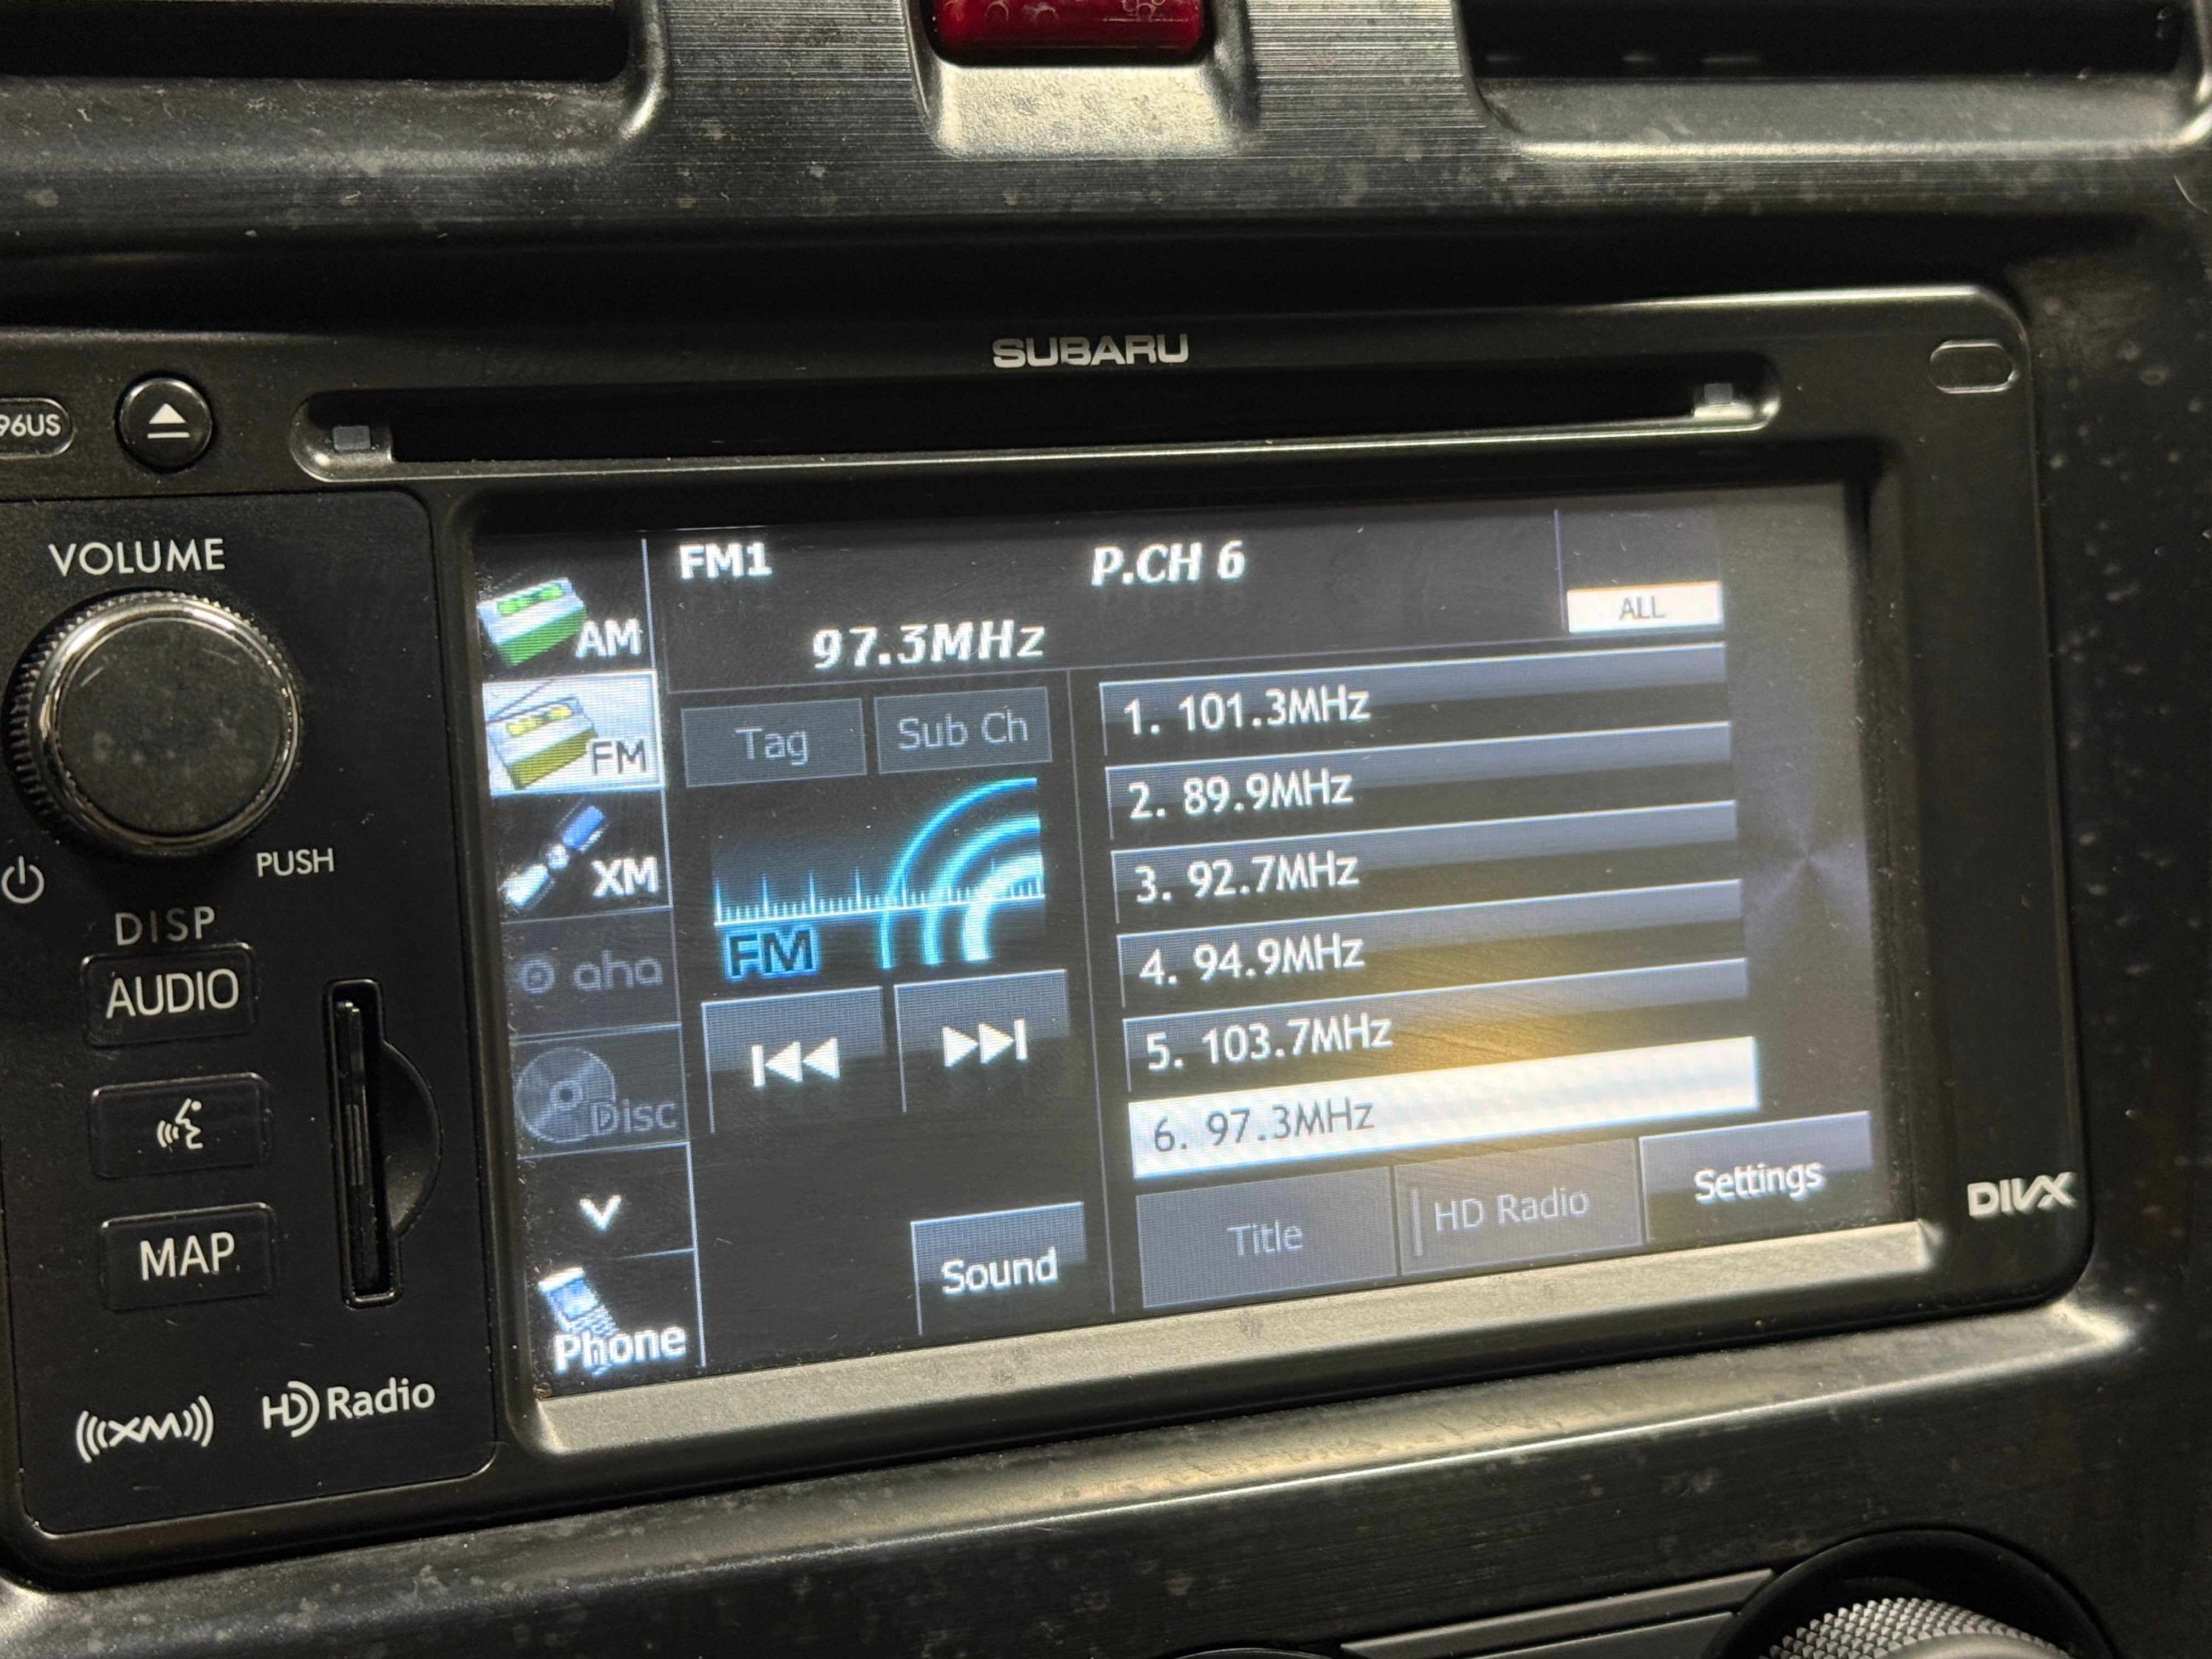 SUBARU
96US
VOLUME
PUSH
DISP
AUDIO
MAP
XM
HD Radio
AM
FM
XM
aha
Disc
Phone
FM1
P.CH 6
97.3MHz
ALL
Tag
Sub Ch
FM
Sound
1. 101.3MHz
2. 89.9MHz
3. 92.7MHz
4. 94.9MHz
5. 103.7MHz
6. 97.3MHz
Title
HD Radio
Settings
DIVX